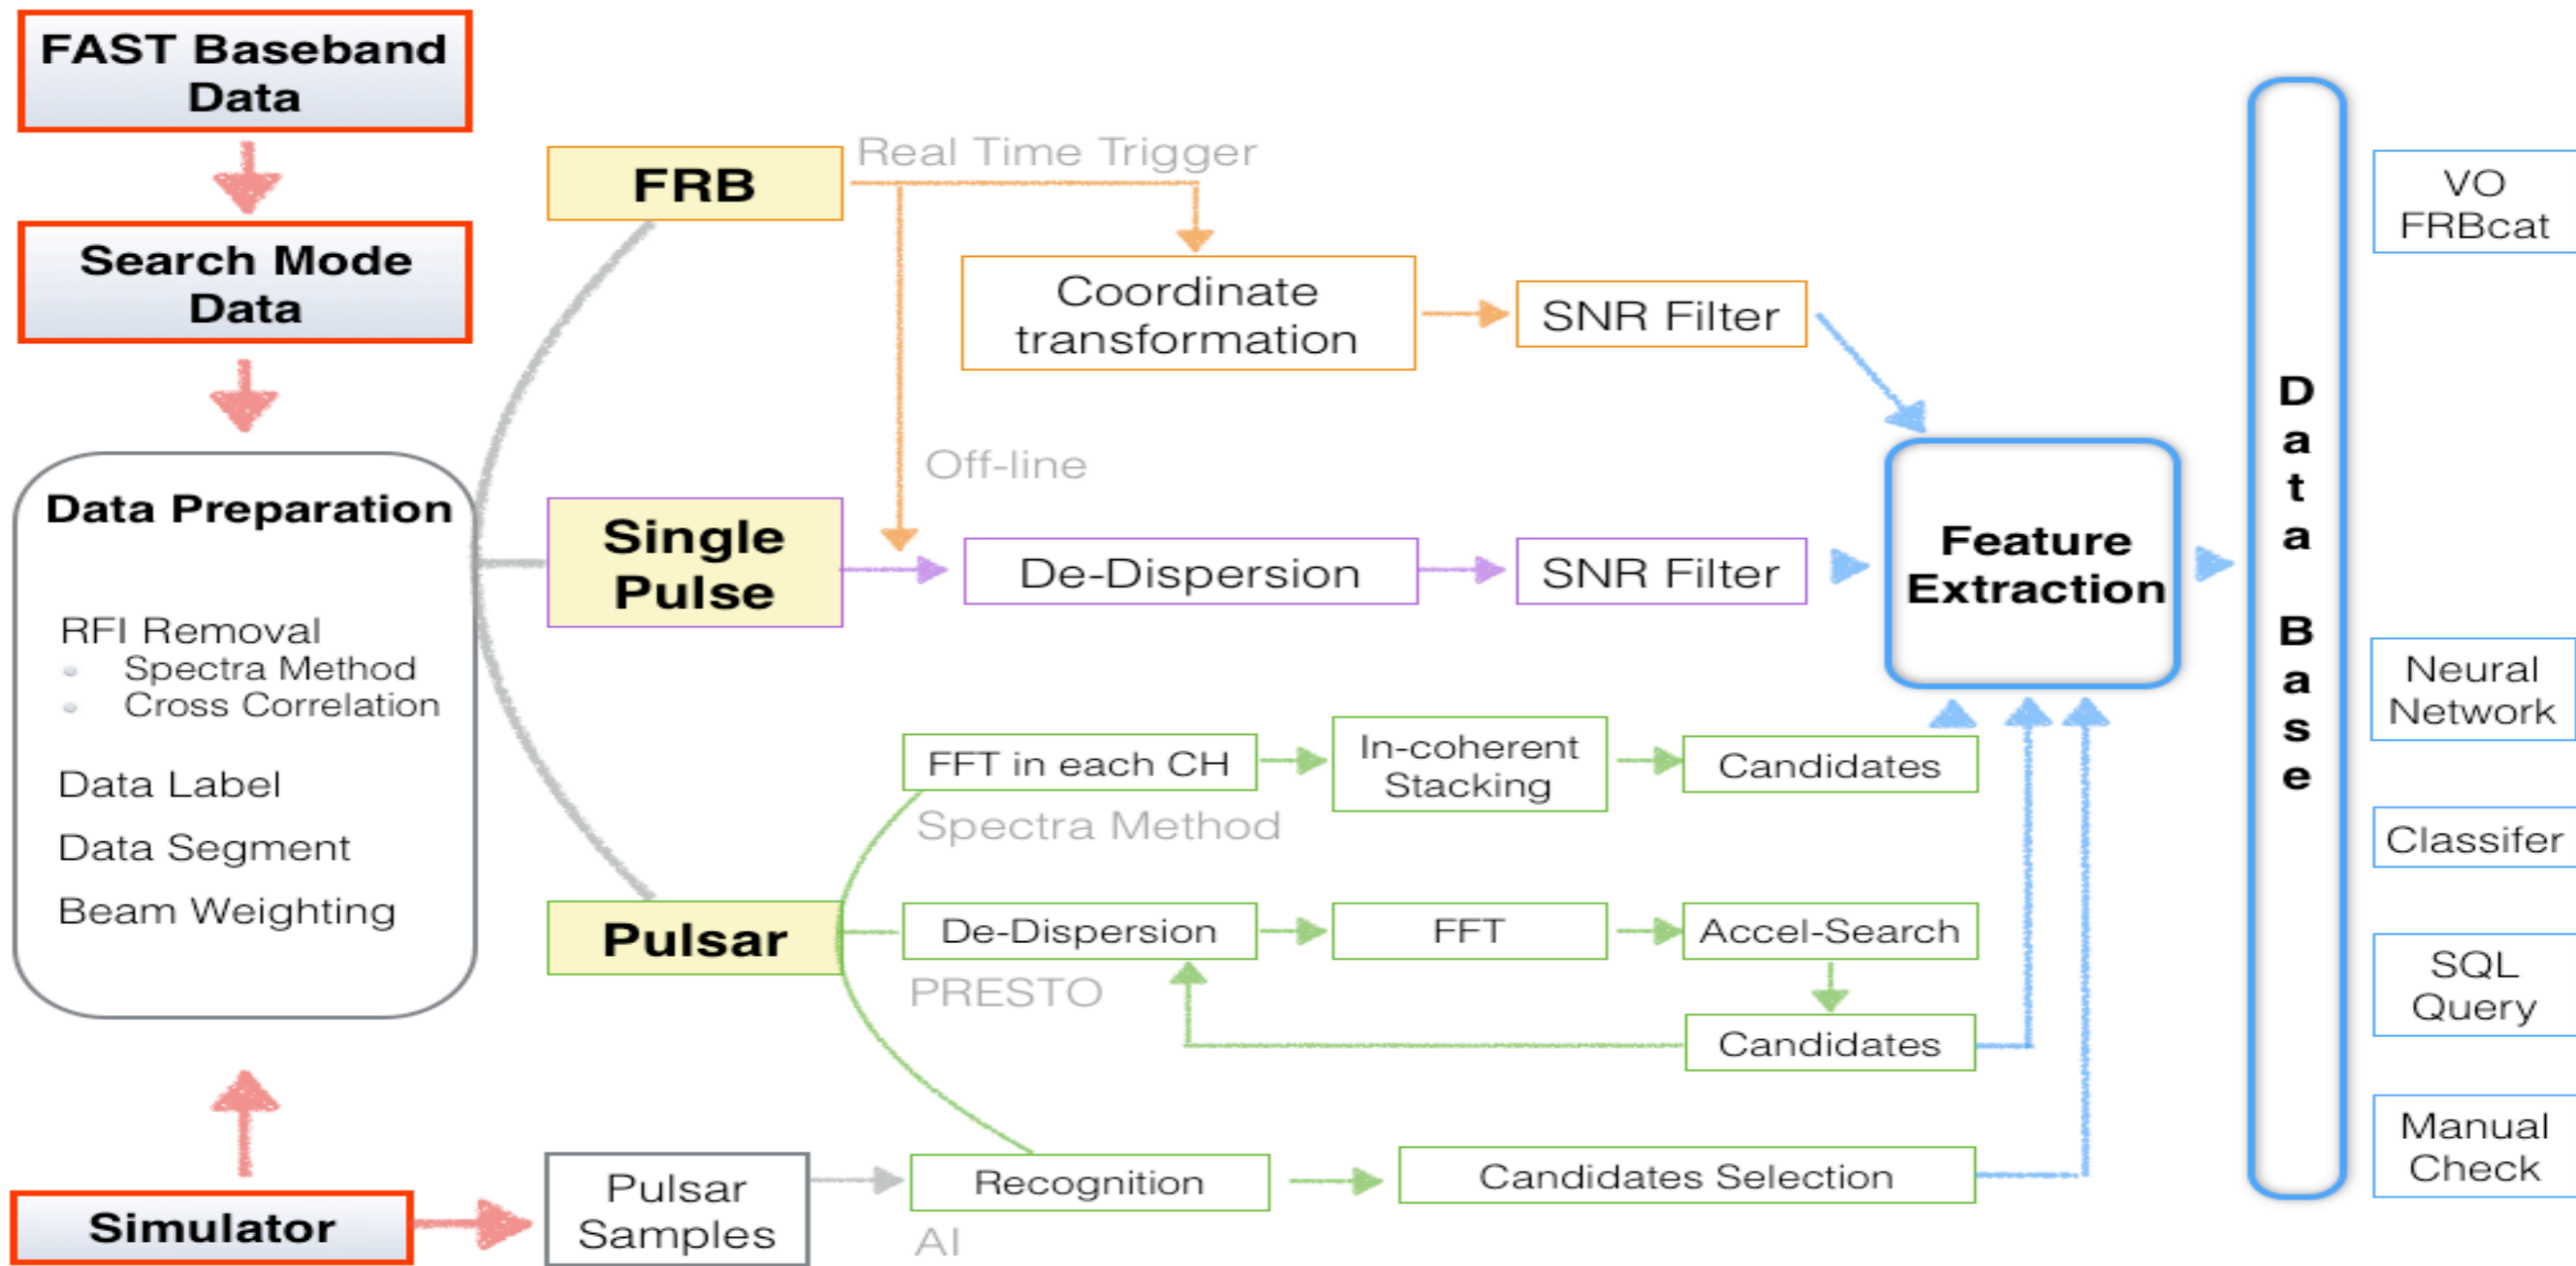 FAST Baseband
Data
Search Mode
Data
Data Preparation
RFI Removal
Spectra Method
Cross Correlation
Data Label
Data Segment
Beam Weighting
Simulator
FRB
Real Time Trigger
Coordinate
transformation
SNR Filter
Off-line
Single
Pulse
De-Dispersion
SNR Filter
Pulsar
FFT in each CH
In-coherent
Stacking
Candidates
Spectra Method
De-Dispersion
FFT
Accel-Search
PRESTO
Candidates
Pulsar
Samples
Recognition
Candidates Selection
AI
Feature
Extraction
Data Base
VO
FRBcat
Neural
Network
Classifer
SQL
Query
Manual
Check